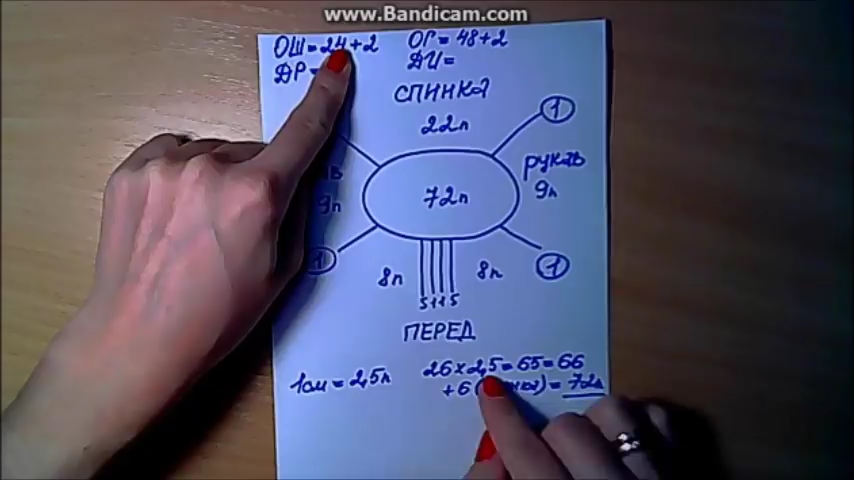 www.Bandicam.com
ОШ=24+2 ОГ=48+2
ДР= ДИ=
СПИНКА
22п
1
рукав
9п
72п
9п
1
1
8п 8п
5 1 1 5
ПЕРЕД
1см=2,5п
26×2,5=65=66
+6 =72п